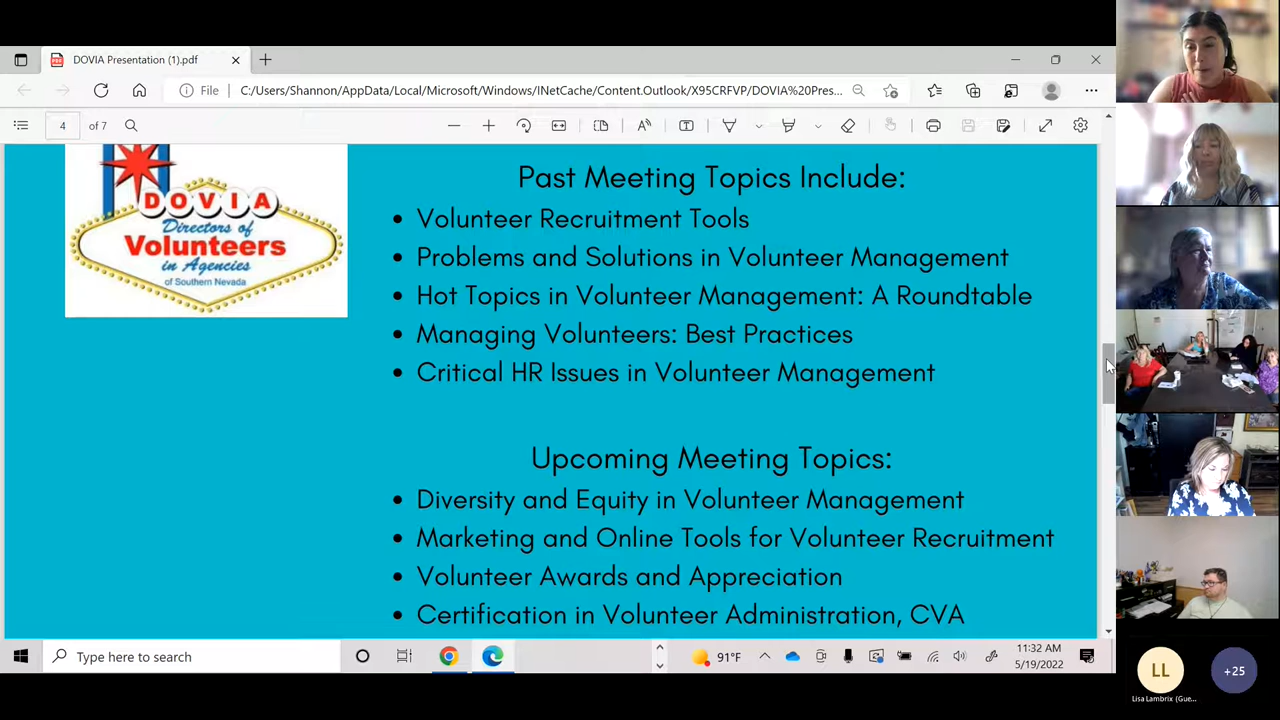 DOVIA Presentation (1).pdf
File
C:/Users/Shannon/AppData/Local/Microsoft/Windows/INetCache/Content.Outlook/X95CRFVP/DOVIA%20Pres...
4 of 7
DOVIA
Directors of
Volunteers
in Agencies
of Southern Nevada
Past Meeting Topics Include:
• Volunteer Recruitment Tools
• Problems and Solutions in Volunteer Management
• Hot Topics in Volunteer Management: A Roundtable
• Managing Volunteers: Best Practices
• Critical HR Issues in Volunteer Management
Upcoming Meeting Topics:
• Diversity and Equity in Volunteer Management
• Marketing and Online Tools for Volunteer Recruitment
• Volunteer Awards and Appreciation
• Certification in Volunteer Administration, CVA
Type here to search
91°F
11:32 AM
5/19/2022
LL
Lisa Lambrix (Gue...
+25